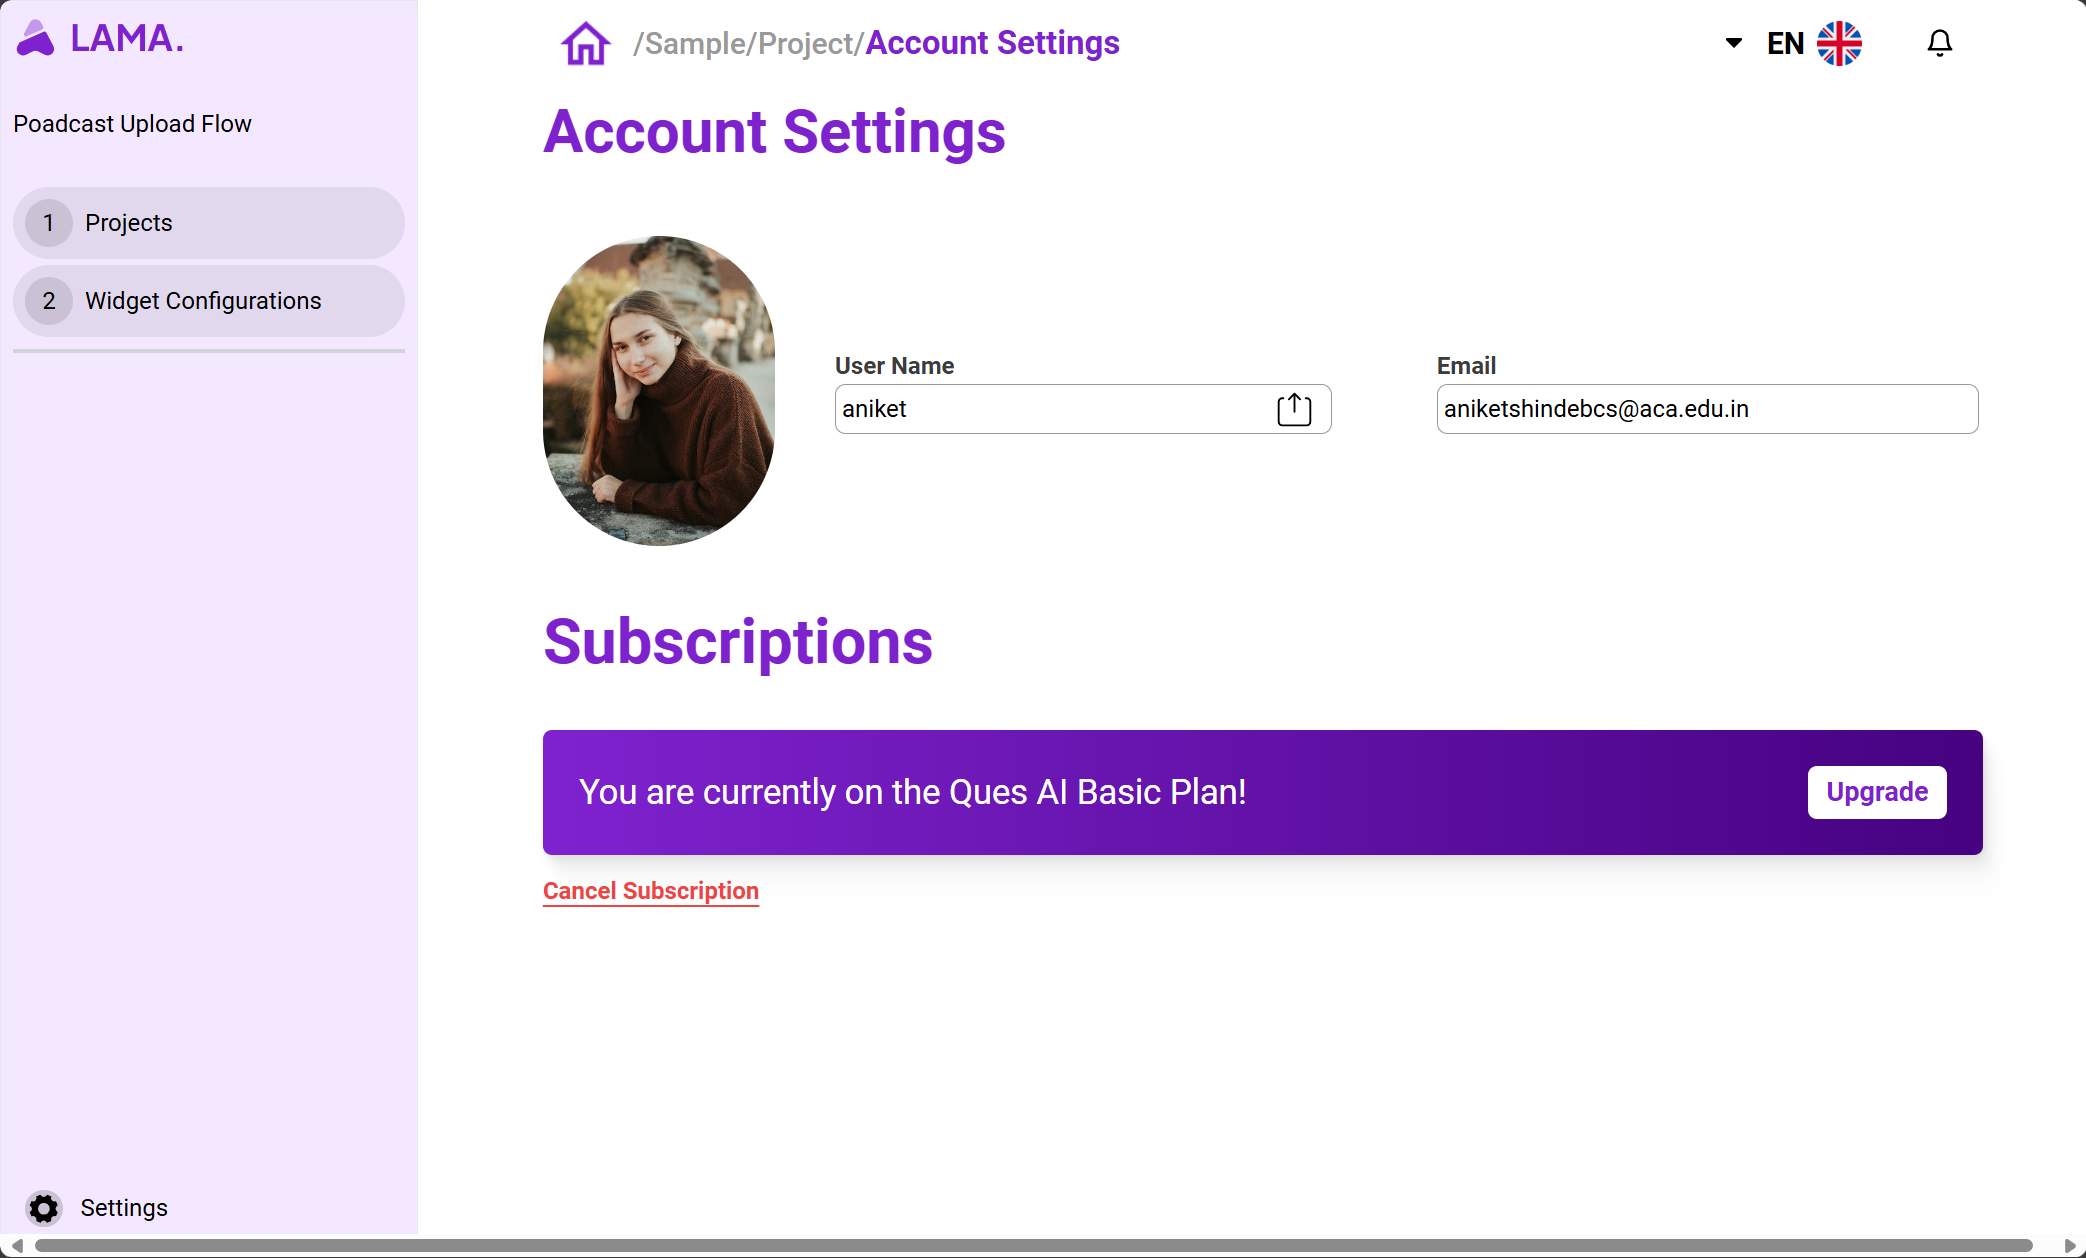 LAMA.
/Sample/Project/Account Settings
EN
Poadcast Upload Flow
1 Projects
2 Widget Configurations
Settings
Account Settings
User Name
aniket
Email
aniketshindebcs@aca.edu.in
Subscriptions
You are currently on the Ques AI Basic Plan!
Upgrade
Cancel Subscription